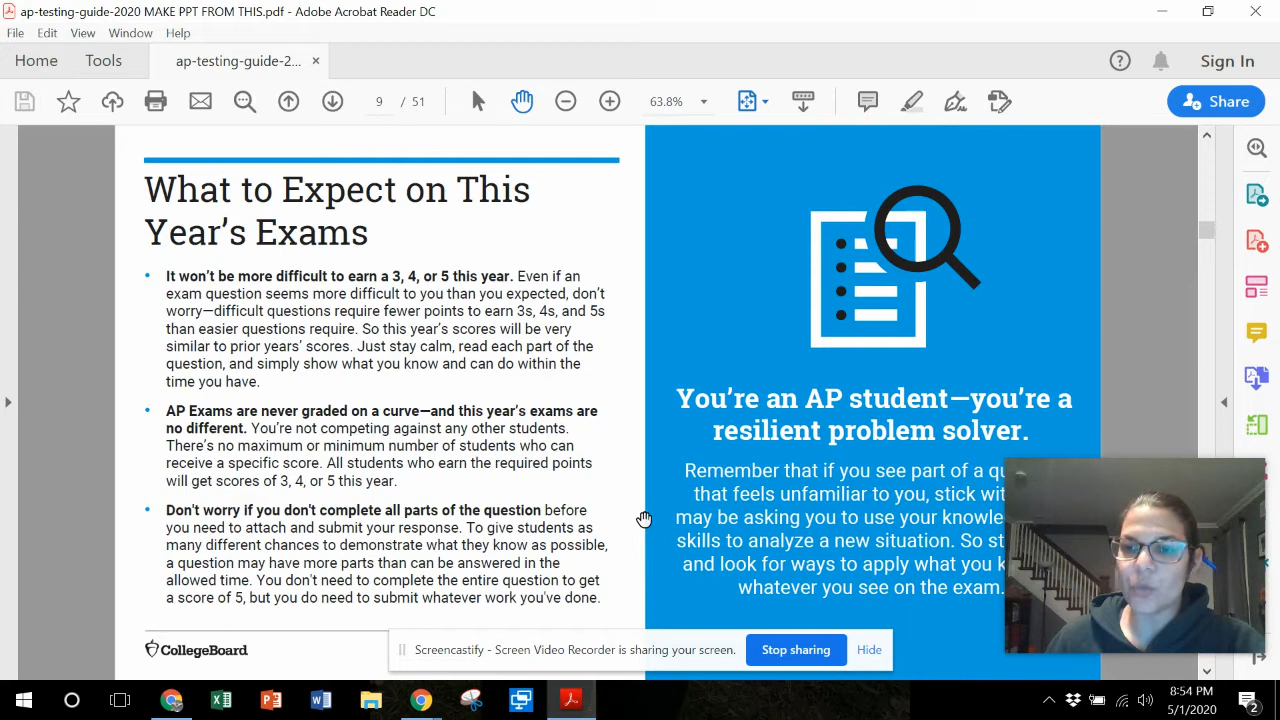 ap-testing-guide-2020 MAKE PPT FROM THIS.pdf - Adobe Acrobat Reader DC
File Edit View Window Help
Home Tools ap-testing-guide-2... × Sign In
9 / 51 63.8% Share
What to Expect on This
Year's Exams
• It won't be more difficult to earn a 3, 4, or 5 this year. Even if an
exam question seems more difficult to you than you expected, don't
worry—difficult questions require fewer points to earn 3s, 4s, and 5s
than easier questions require. So this year's scores will be very
similar to prior years' scores. Just stay calm, read each part of the
question, and simply show what you know and can do within the
time you have.
• AP Exams are never graded on a curve—and this year's exams are
no different. You're not competing against any other students.
There's no maximum or minimum number of students who can
receive a specific score. All students who earn the required points
will get scores of 3, 4, or 5 this year.
• Don't worry if you don't complete all parts of the question before
you need to attach and submit your response. To give students as
many different chances to demonstrate what they know as possible,
a question may have more parts than can be answered in the
allowed time. You don't need to complete the entire question to get
a score of 5, but you do need to submit whatever work you've done.
CollegeBoard
You're an AP student—you're a
resilient problem solver.
Remember that if you see part of a
that feels unfamiliar to you, stick
may be asking you to use your
skills to analyze a new situation. So
and look for ways to apply what you
whatever you see on the exam.
Screencastify - Screen Video Recorder is sharing your screen. Stop sharing Hide
8:54 PM
5/1/2020
2